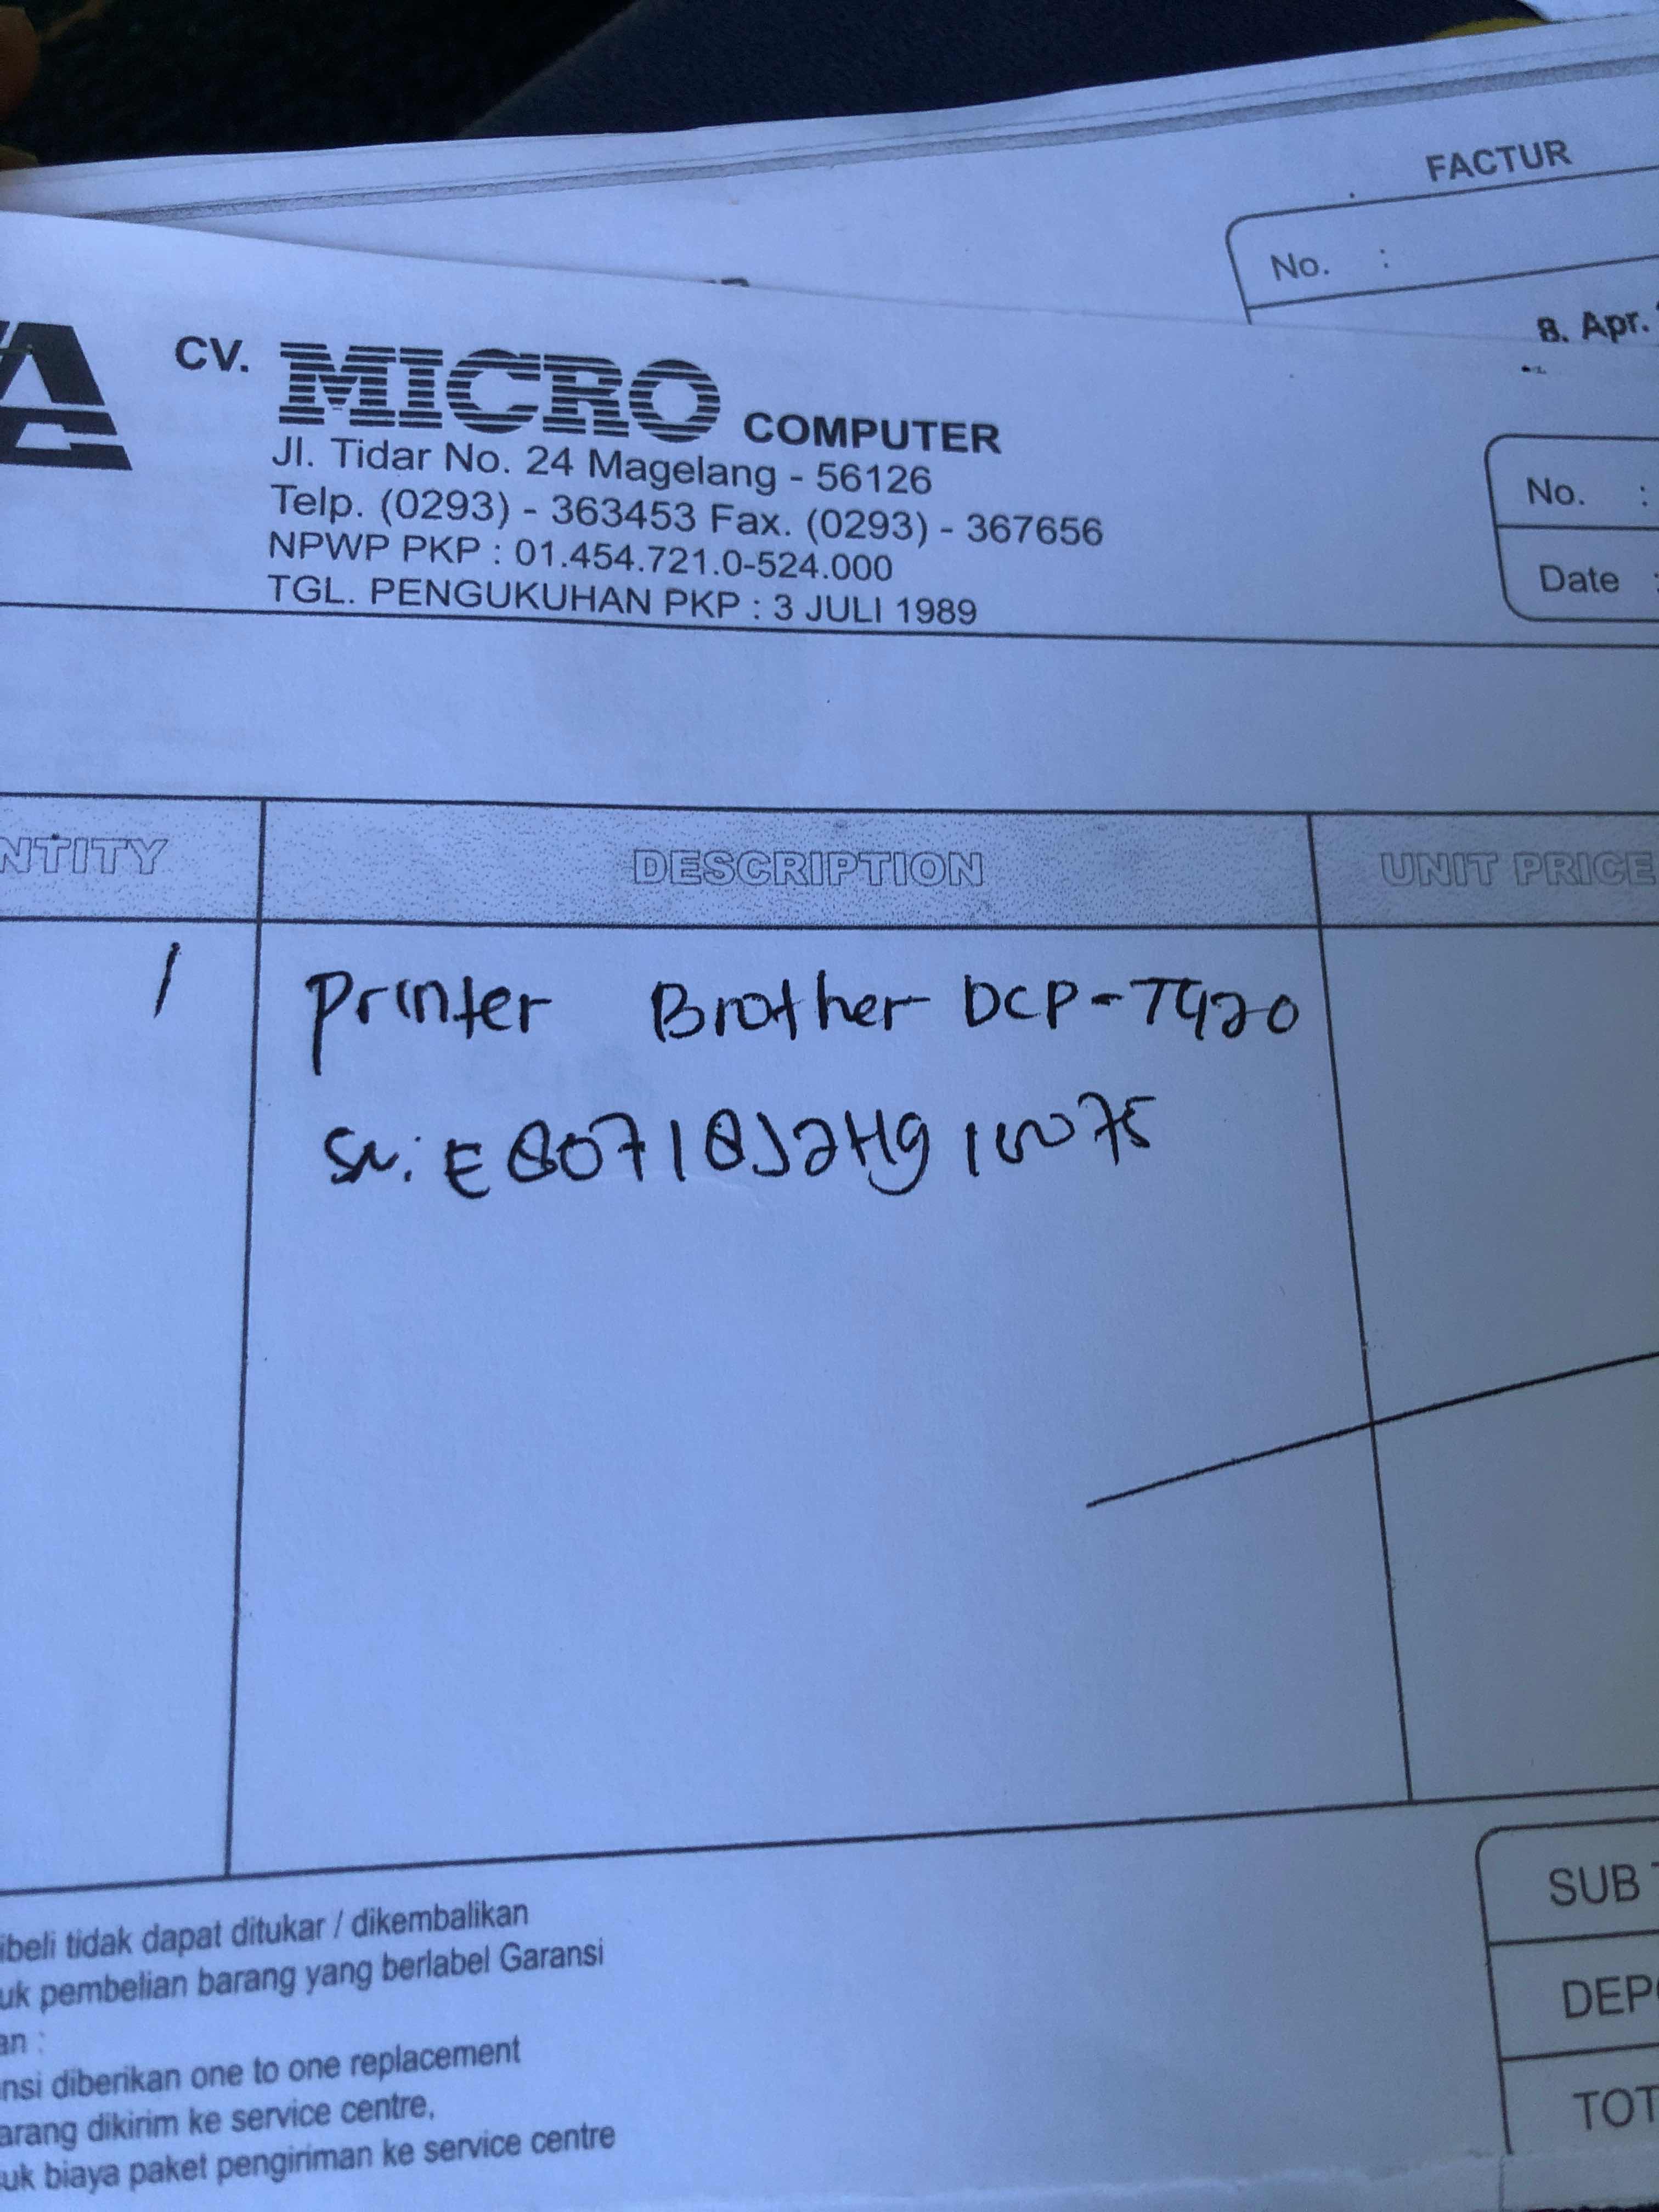 FACTUR
No. :
8. Apr.
CV. MICRO COMPUTER
Jl. Tidar No. 24 Magelang - 56126
Telp. (0293) - 363453 Fax. (0293) - 367656
NPWP PKP : 01.454.721.0-524.000
TGL. PENGUKUHAN PKP : 3 JULI 1989
No. :
Date :
NTITY DESCRIPTION UNIT PRICE
1 Printer Brother DCP-T420
SN: E80718J2H910075
ibeli tidak dapat ditukar / dikembalikan
uk pembelian barang yang berlabel Garansi
an :
nsi diberikan one to one replacement
arang dikirim ke service centre,
uk biaya paket pengiriman ke service centre
SUB T
DEP
TOT